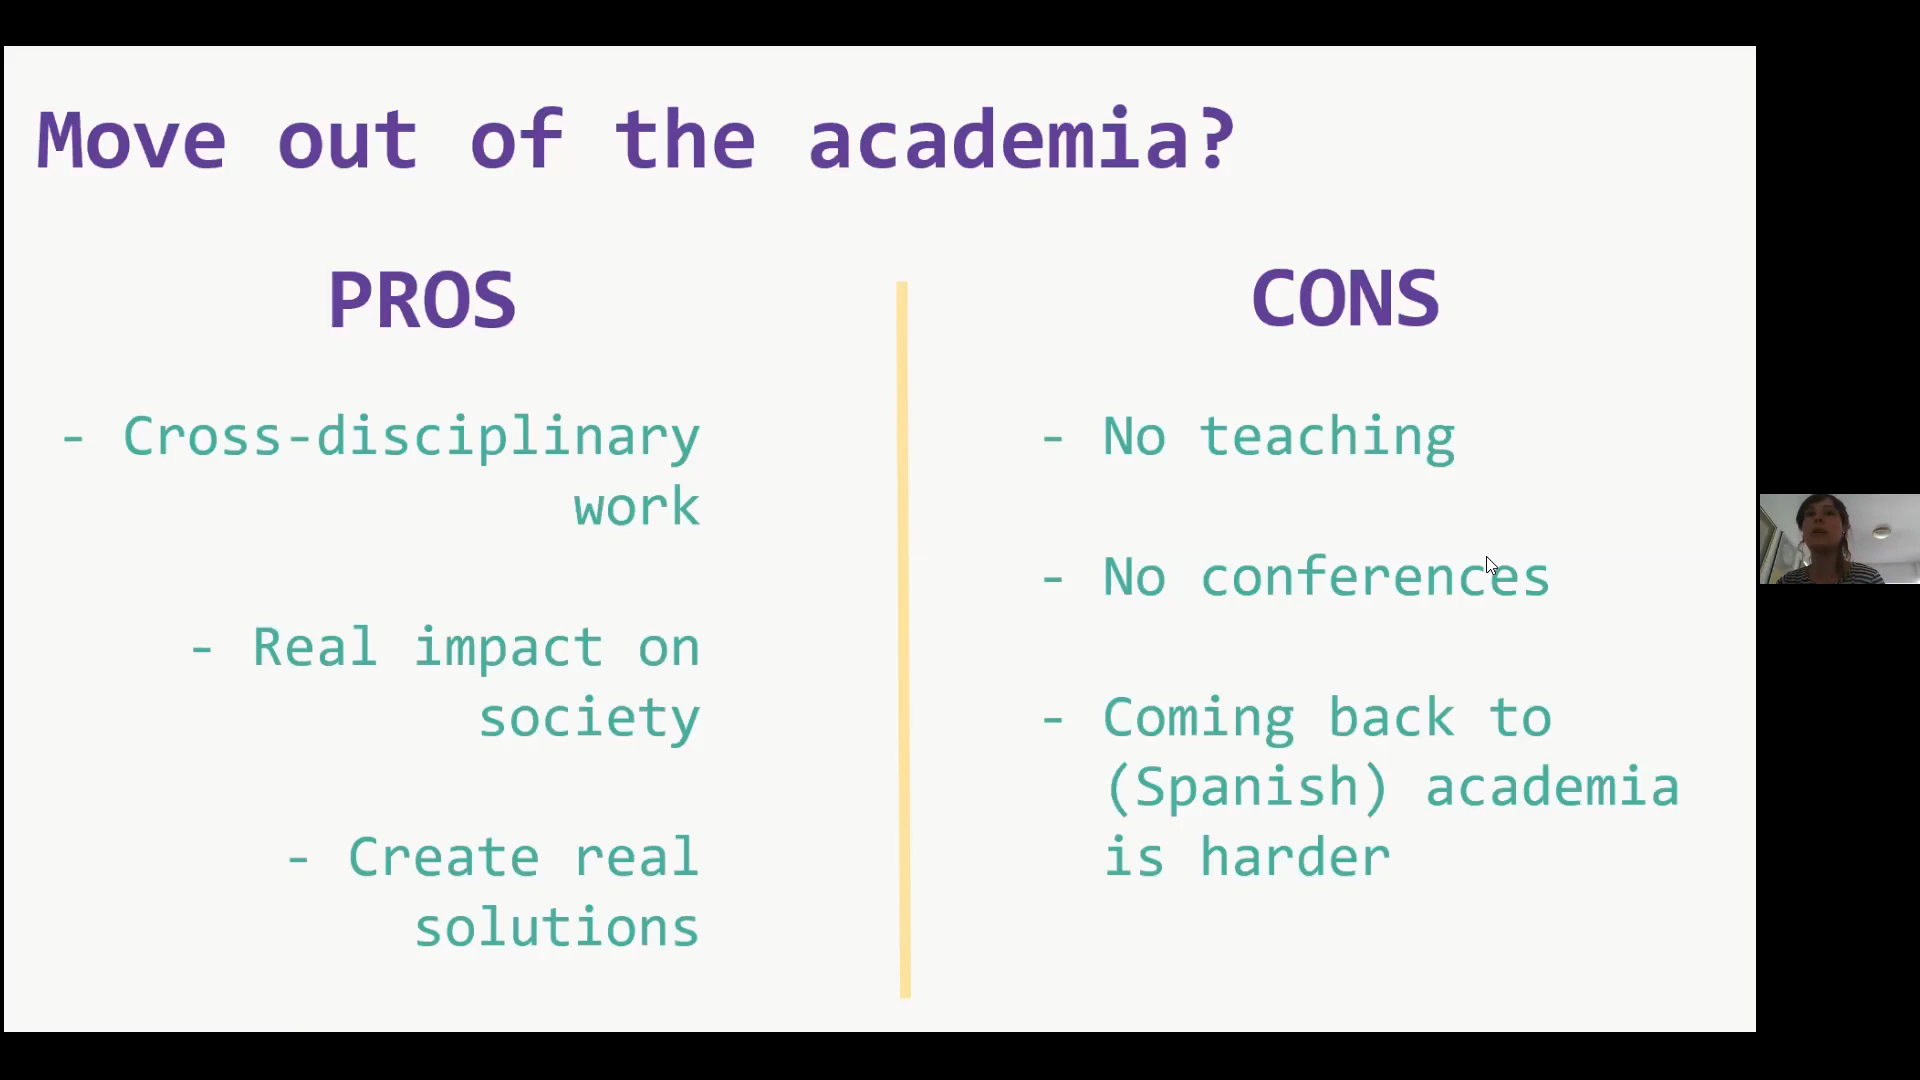 Move out of the academia?
PROS
- Cross-disciplinary
work
- Real impact on
society
- Create real
solutions
CONS
- No teaching
- No conferences
- Coming back to
(Spanish) academia
is harder